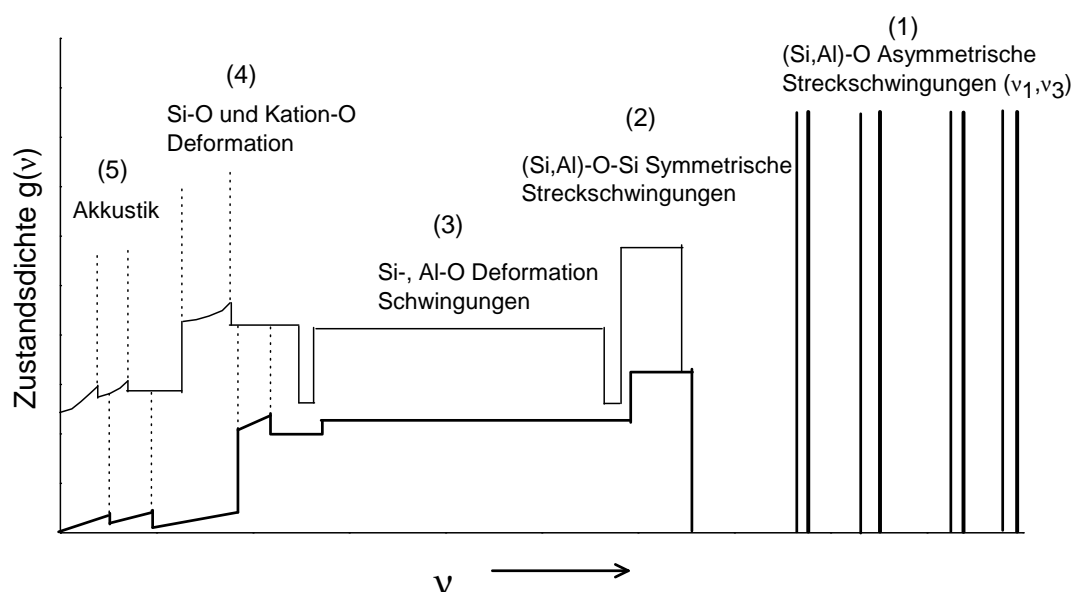 (1)
(Si,Al)-O Asymmetrische
Streckschwingungen (ν1,ν3)
(4)
Si-O und Kation-O
Deformation
(2)
(Si,Al)-O-Si Symmetrische
Streckschwingungen
(5)
Akkustik
(3)
Si-, Al-O Deformation
Schwingungen
Zustandsdichte g(ν)
ν